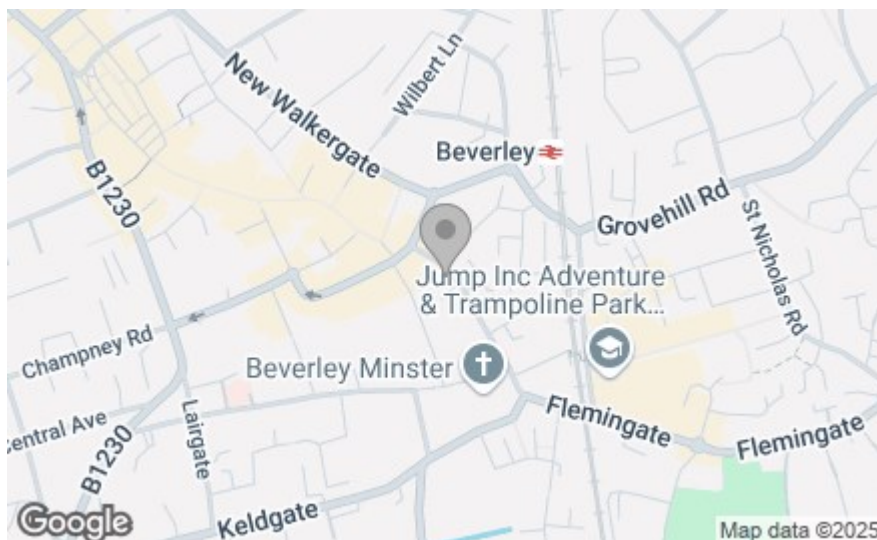 New Walkergate
Wilbert Ln
Beverley
B1230
Grovehill Rd
St Nicholas Rd
Jump Inc Adventure
& Trampoline Park...
Champney Rd
Beverley Minster
Central Ave
Lairgate
B1230
Flemingate
Flemingate
Keldgate
Google
Map data ©2025